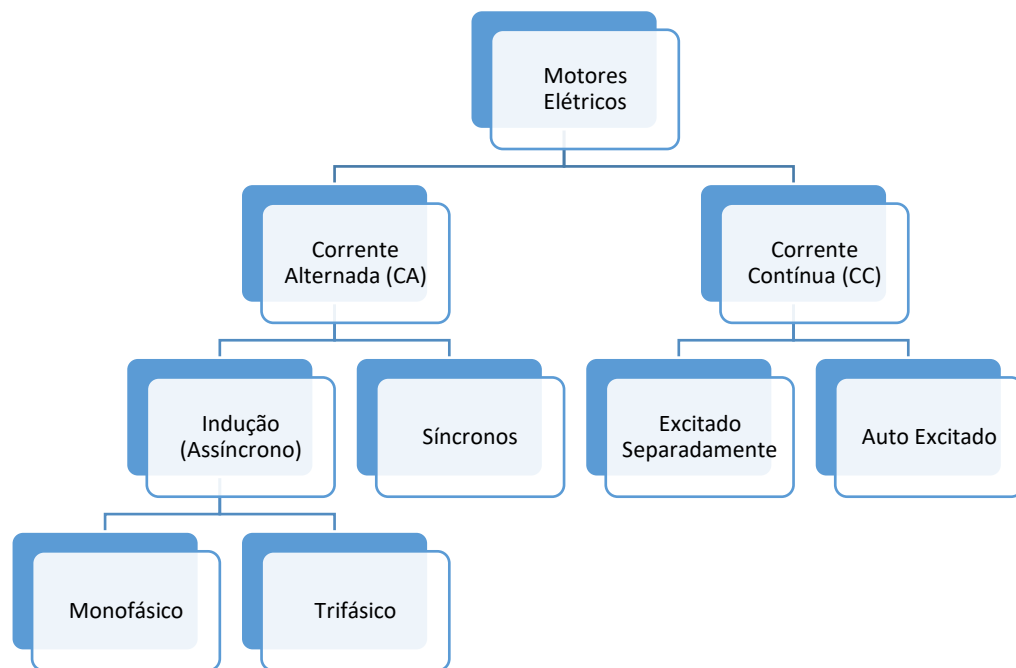 Motores
Elétricos
Corrente
Alternada (CA)
Corrente
Contínua (CC)
Indução
(Assíncrono)
Síncronos
Excitado
Separadamente
Auto Excitado
Monofásico
Trifásico